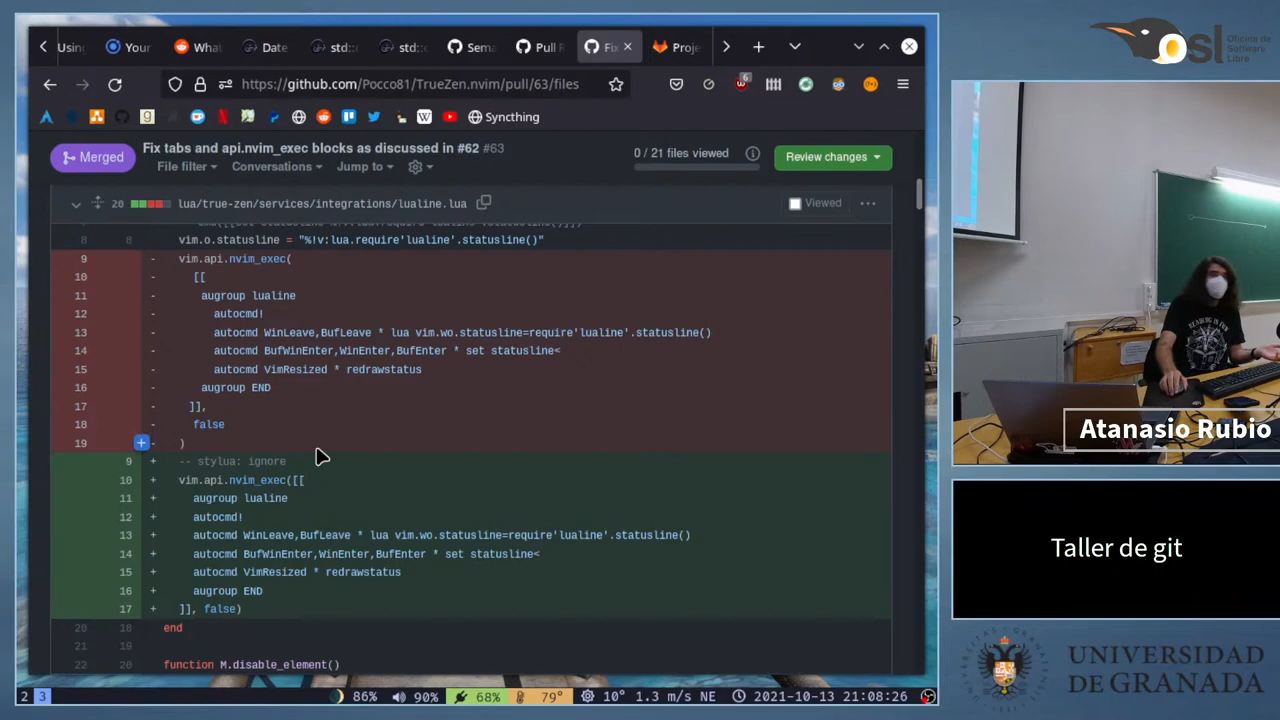 Using
Your
What
Date
std::c
std::c
Sema
Pull R
Fix
Proje
https://github.com/Pocco81/TrueZen.nvim/pull/63/files
6
Syncthing
Merged
Fix tabs and api.nvim_exec blocks as discussed in #62 #63
File filter
Conversations
Jump to
0 / 21 files viewed
Review changes
20 lua/true-zen/services/integrations/lualine.lua
Viewed
8 8 vim.o.statusline = "%!v:lua.require'lualine'.statusline()"
9 - vim.api.nvim_exec(
10 - [[
11 - augroup lualine
12 - autocmd!
13 - autocmd WinLeave,BufLeave * lua vim.wo.statusline=require'lualine'.statusline()
14 - autocmd BufWinEnter,WinEnter,BufEnter * set statusline<
15 - autocmd VimResized * redrawstatus
16 - augroup END
17 - ]],
18 - false
19 - )
9 + -- stylua: ignore
10 + vim.api.nvim_exec([[
11 + augroup lualine
12 + autocmd!
13 + autocmd WinLeave,BufLeave * lua vim.wo.statusline=require'lualine'.statusline()
14 + autocmd BufWinEnter,WinEnter,BufEnter * set statusline<
15 + autocmd VimResized * redrawstatus
16 + augroup END
17 + ]], false)
20 18 end
21 19
22 20 function M.disable_element()
2 3
86%
90%
68%
79°
10° 1.3 m/s NE
2021-10-13 21:08:26
osl
Oficina de
Software
Libre
Atanasio Rubio
Taller de git
UNIVERSIDAD
DE GRANADA